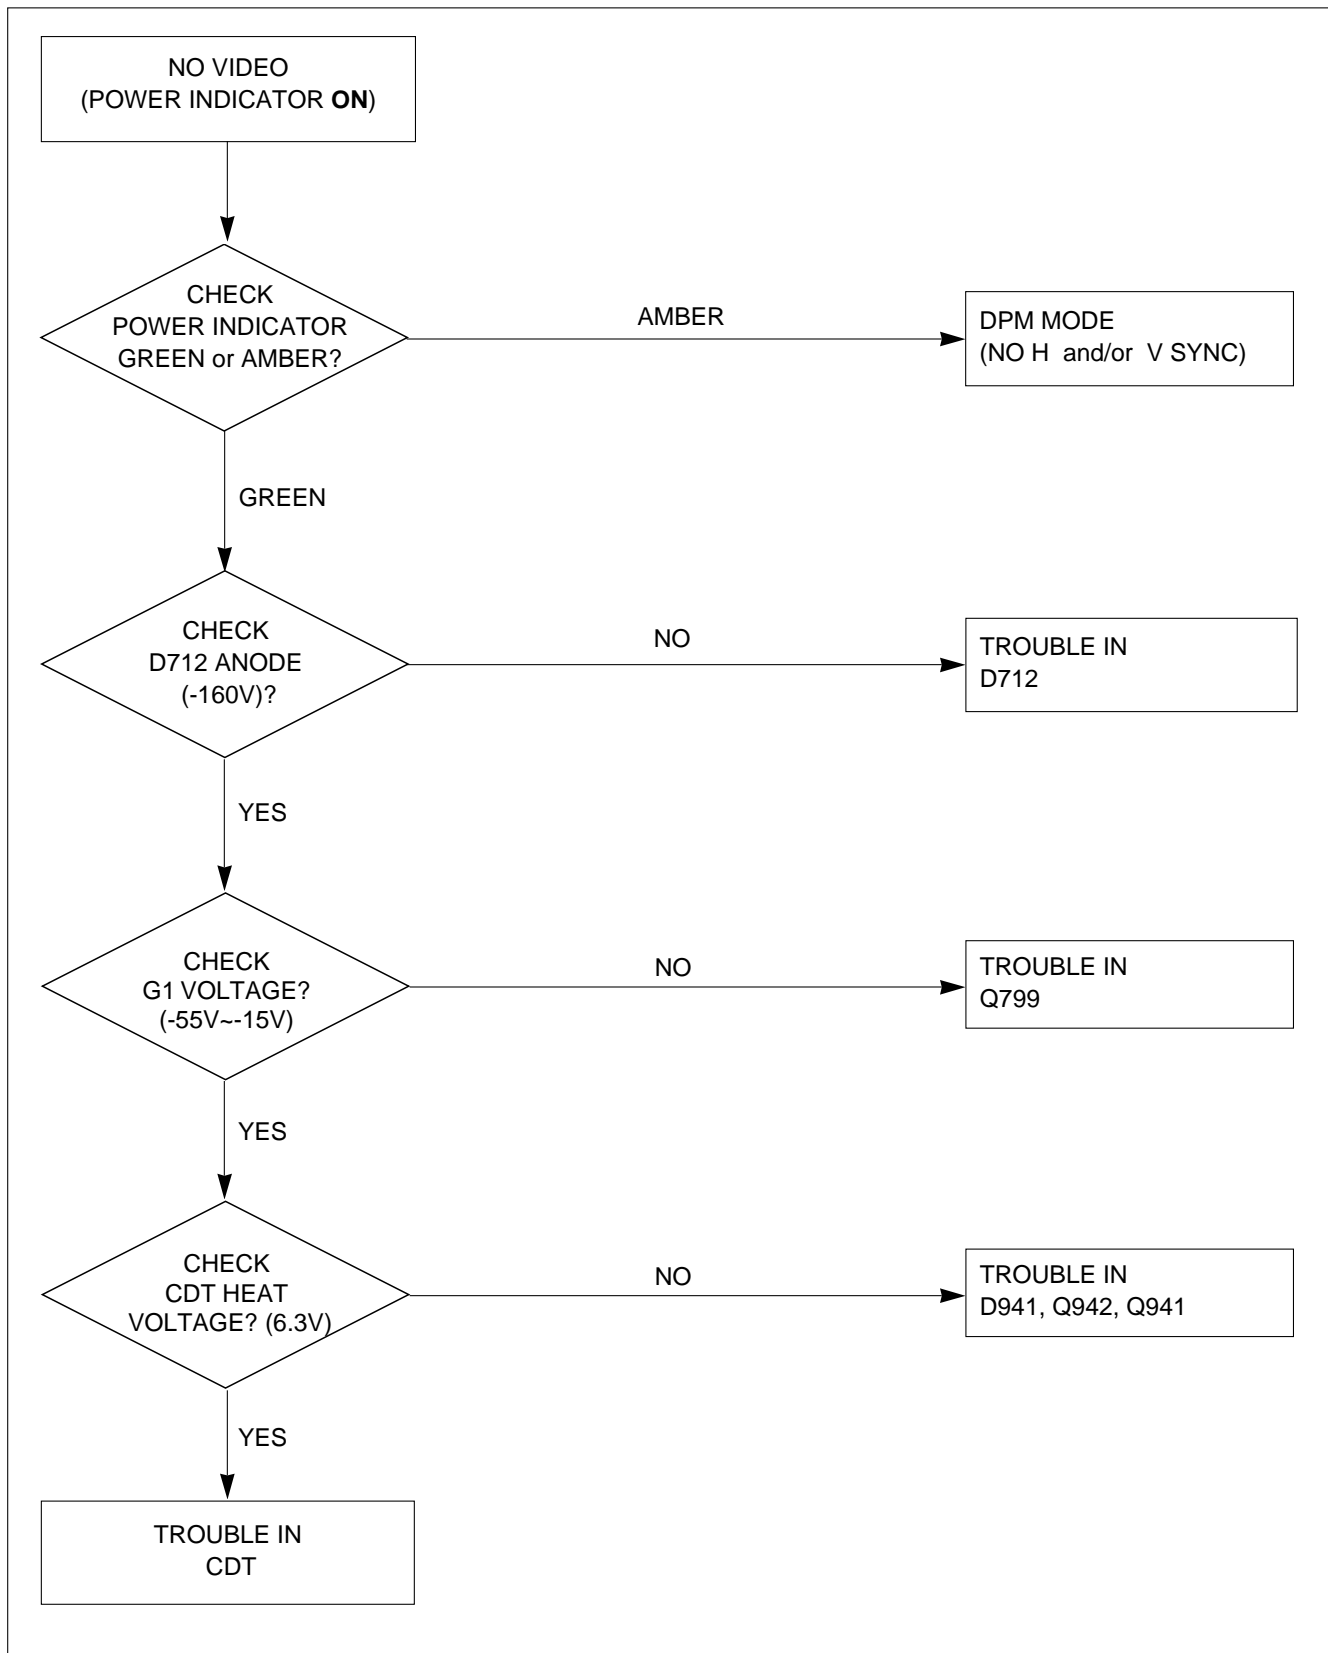 NO VIDEO
(POWER INDICATOR ON)
CHECK
POWER INDICATOR
GREEN or AMBER?
AMBER
DPM MODE
(NO H  and/or  V SYNC)
GREEN
CHECK
D712 ANODE
(-160V)?
NO
TROUBLE IN
D712
YES
CHECK
G1 VOLTAGE?
(-55V~-15V)
NO
TROUBLE IN
Q799
YES
CHECK
CDT HEAT
VOLTAGE? (6.3V)
NO
TROUBLE IN
D941, Q942, Q941
YES
TROUBLE IN
CDT